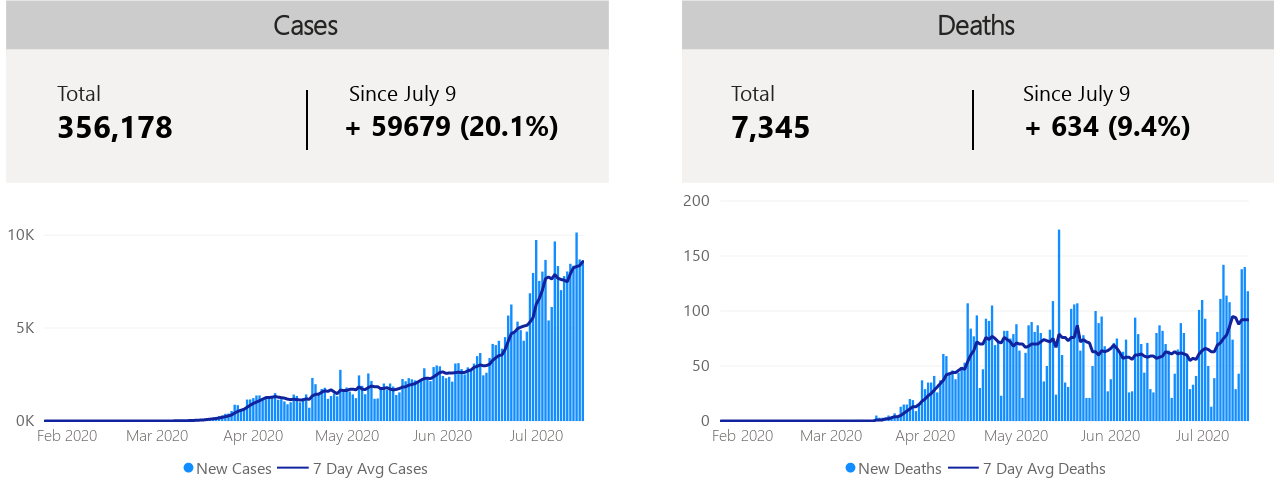 Cases
Total
356,178
Since July 9
+ 59679 (20.1%)
10K
5K
0K
Feb 2020 Mar 2020 Apr 2020 May 2020 Jun 2020 Jul 2020
New Cases 7 Day Avg Cases
Deaths
Total
7,345
Since July 9
+ 634 (9.4%)
200
150
100
50
0
Feb 2020 Mar 2020 Apr 2020 May 2020 Jun 2020 Jul 2020
New Deaths 7 Day Avg Deaths